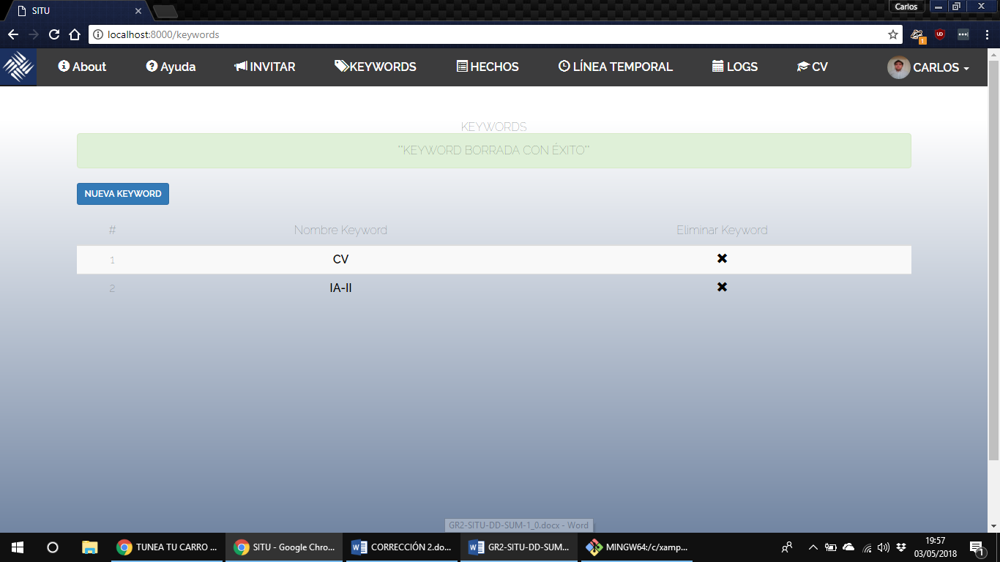 SITU
Carlos
localhost:8000/keywords
1
About Ayuda INVITAR KEYWORDS HECHOS LÍNEA TEMPORAL LOGS CV CARLOS
KEYWORDS
"'KEYWORD BORRADA CON ÉXITO'"
NUEVA KEYWORD
# Nombre Keyword Eliminar Keyword
1 CV
2 IA-II
GR2-SITU-DD-SUM-1_0.docx - Word
TUNEA TU CARRO ... SITU - Google Chro... CORRECCIÓN 2.do... GR2-SITU-DD-SUM... MINGW64:/c/xamp... 19:57
03/05/2018 1